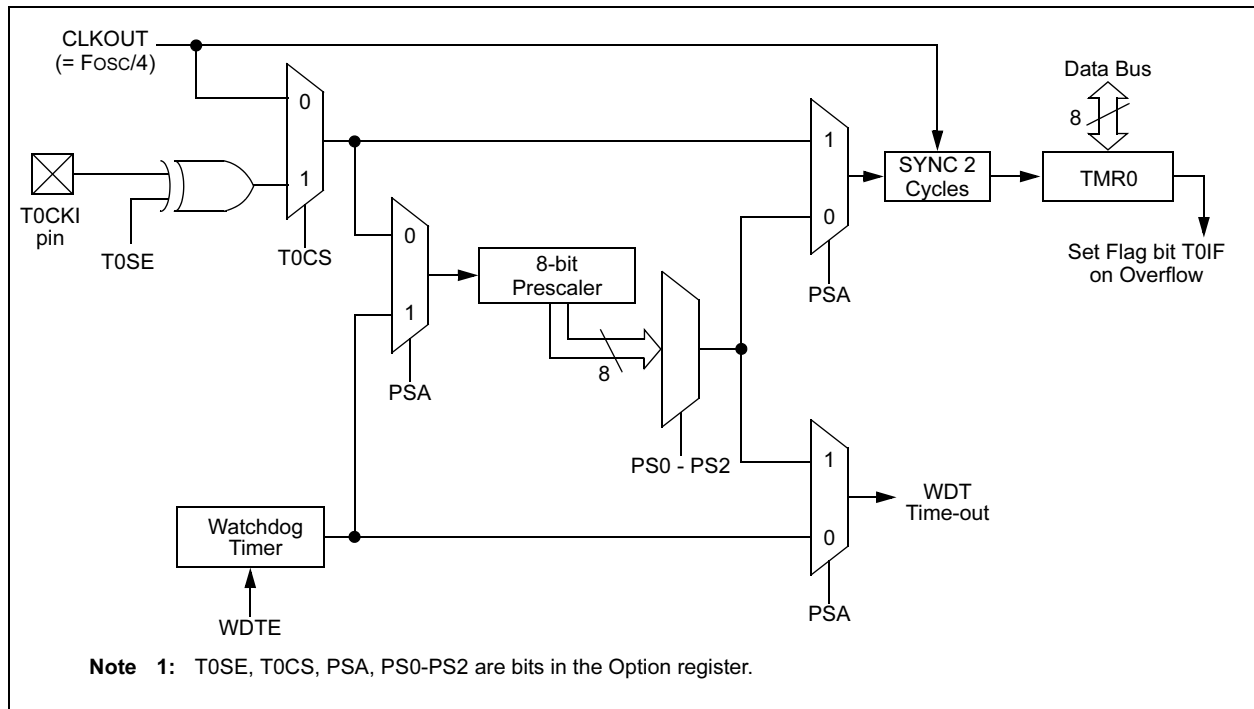 CLKOUT
(= FOSC/4)
Data Bus
8
0
1
T0CKI
pin
T0SE
T0CS
0
1
PSA
8-bit
Prescaler
8
PS0 - PS2
1
0
PSA
SYNC 2
Cycles
TMR0
Set Flag bit T0IF
on Overflow
Watchdog
Timer
WDTE
1
0
PSA
WDT
Time-out
Note 1: T0SE, T0CS, PSA, PS0-PS2 are bits in the Option register.